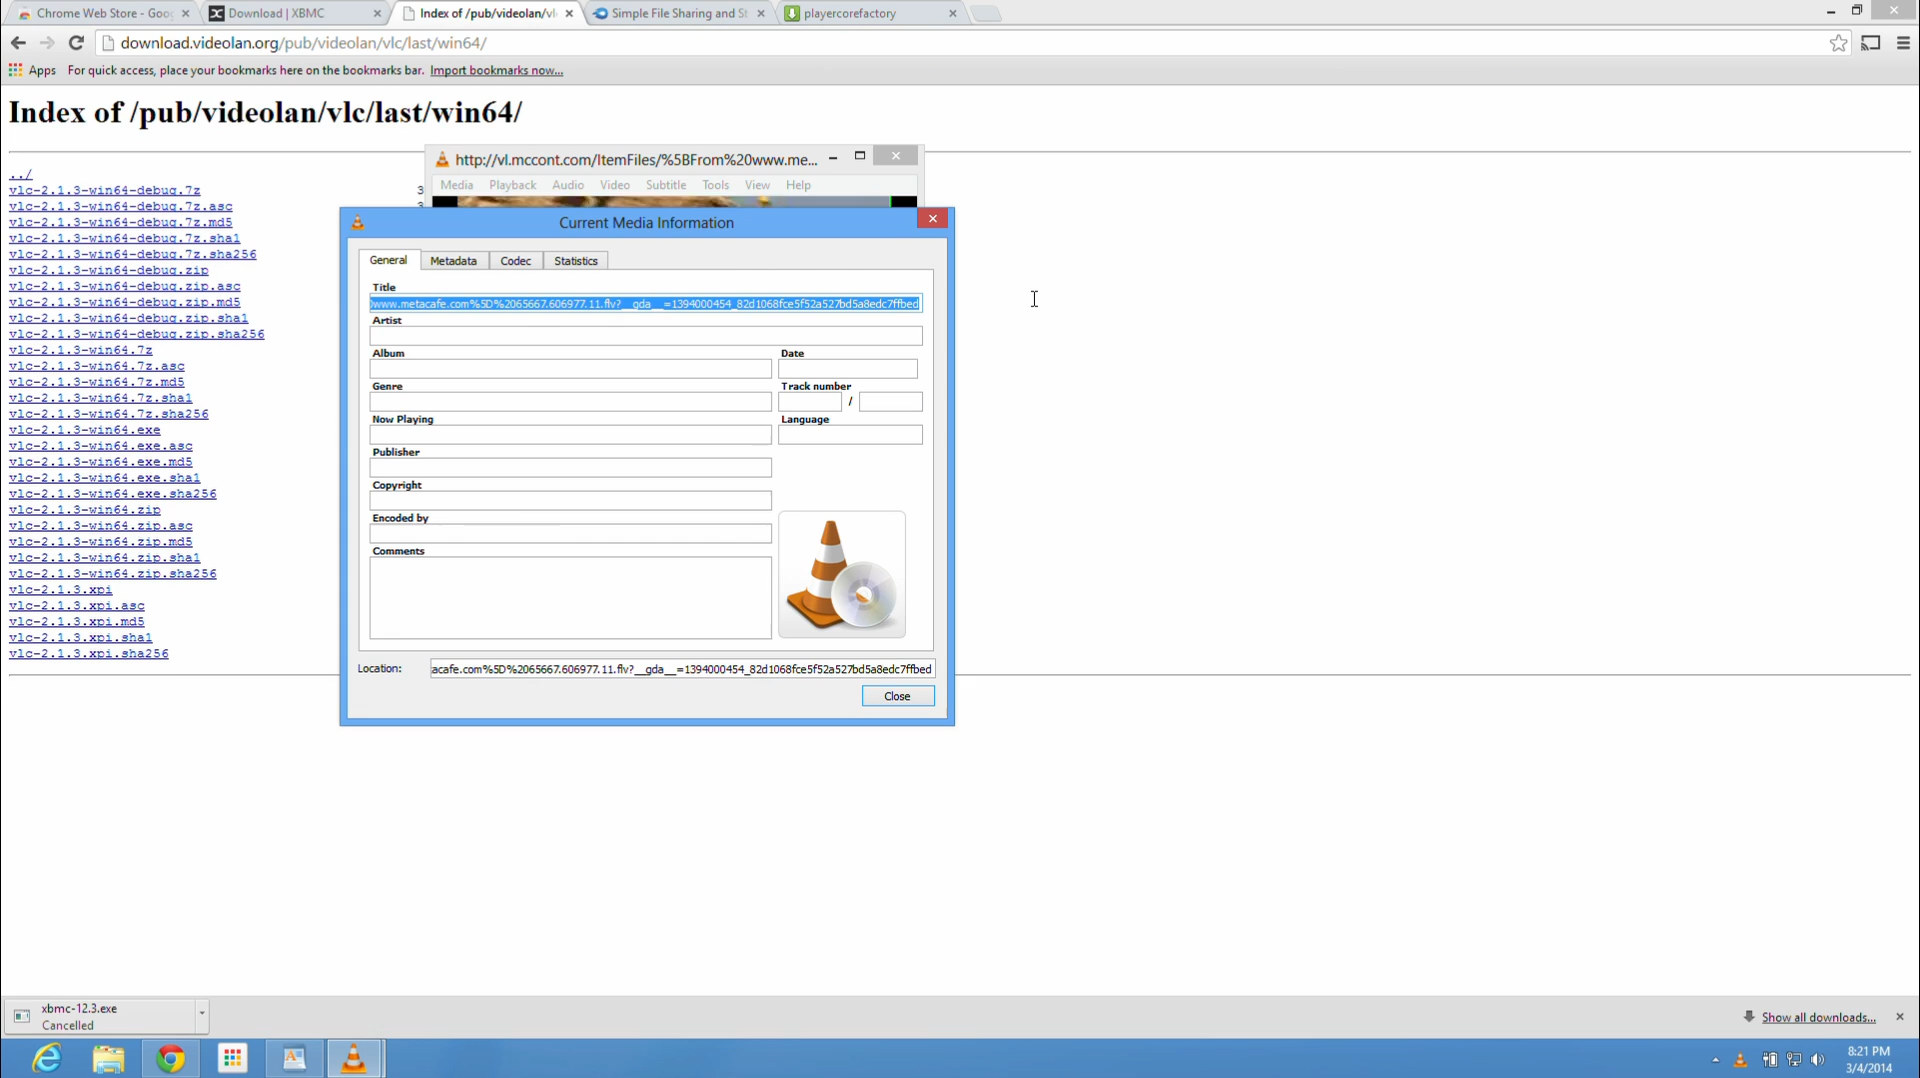 Chrome Web Store - Goo
Download | XBMC
Index of /pub/videolan/vl
Simple File Sharing and St
playercorefactory
download.videolan.org/pub/videolan/vlc/last/win64/
Apps For quick access, place your bookmarks here on the bookmarks bar. Import bookmarks now...
Index of /pub/videolan/vlc/last/win64/
../
vlc-2.1.3-win64-debug.7z
vlc-2.1.3-win64-debug.7z.asc
vlc-2.1.3-win64-debug.7z.md5
vlc-2.1.3-win64-debug.7z.sha1
vlc-2.1.3-win64-debug.7z.sha256
vlc-2.1.3-win64-debug.zip
vlc-2.1.3-win64-debug.zip.asc
vlc-2.1.3-win64-debug.zip.md5
vlc-2.1.3-win64-debug.zip.sha1
vlc-2.1.3-win64-debug.zip.sha256
vlc-2.1.3-win64.7z
vlc-2.1.3-win64.7z.asc
vlc-2.1.3-win64.7z.md5
vlc-2.1.3-win64.7z.sha1
vlc-2.1.3-win64.7z.sha256
vlc-2.1.3-win64.exe
vlc-2.1.3-win64.exe.asc
vlc-2.1.3-win64.exe.md5
vlc-2.1.3-win64.exe.sha1
vlc-2.1.3-win64.exe.sha256
vlc-2.1.3-win64.zip
vlc-2.1.3-win64.zip.asc
vlc-2.1.3-win64.zip.md5
vlc-2.1.3-win64.zip.sha1
vlc-2.1.3-win64.zip.sha256
vlc-2.1.3.xpi
vlc-2.1.3.xpi.asc
vlc-2.1.3.xpi.md5
vlc-2.1.3.xpi.sha1
vlc-2.1.3.xpi.sha256
3
http://vl.mccont.com/ItemFiles/%5BFrom%20www.me...
Media Playback Audio Video Subtitle Tools View Help
Current Media Information
General Metadata Codec Statistics
Title
www.metacafe.com%5D%2065667.606977.11.flv?__gda__=1394000454_82d1068fce5f52a527bd5a8edc7ffbed
Artist
Album Date
Genre Track number
/
Now Playing Language
Publisher
Copyright
Encoded by
Comments
Location: acafe.com%5D%2065667.606977.11.flv?__gda__=1394000454_82d1068fce5f52a527bd5a8edc7ffbed
Close
xbmc-12.3.exe
Cancelled
Show all downloads...
8:21 PM
3/4/2014